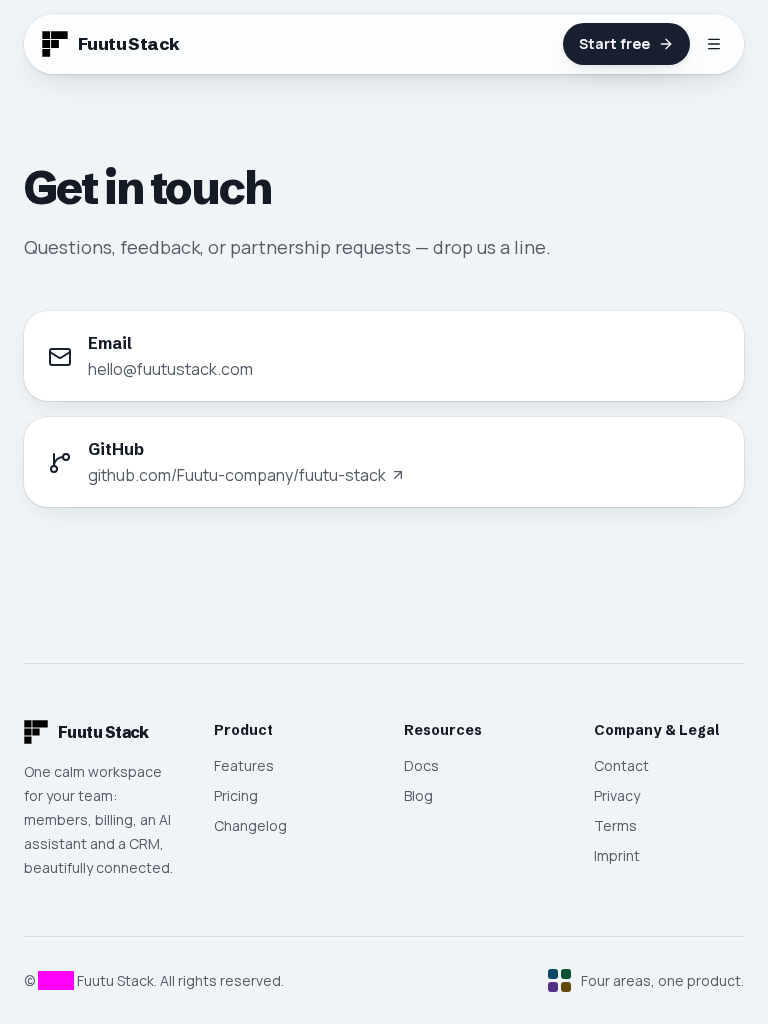 Fuutu Stack
Start free
Get in touch
Questions, feedback, or partnership requests — drop us a line.
Email
hello@fuutustack.com
GitHub
github.com/Fuutu-company/fuutu-stack
Fuutu Stack
One calm workspace
for your team:
members, billing, an AI
assistant and a CRM,
beautifully connected.
Product
Features
Pricing
Changelog
Resources
Docs
Blog
Company & Legal
Contact
Privacy
Terms
Imprint
© Fuutu Stack. All rights reserved.
Four areas, one product.